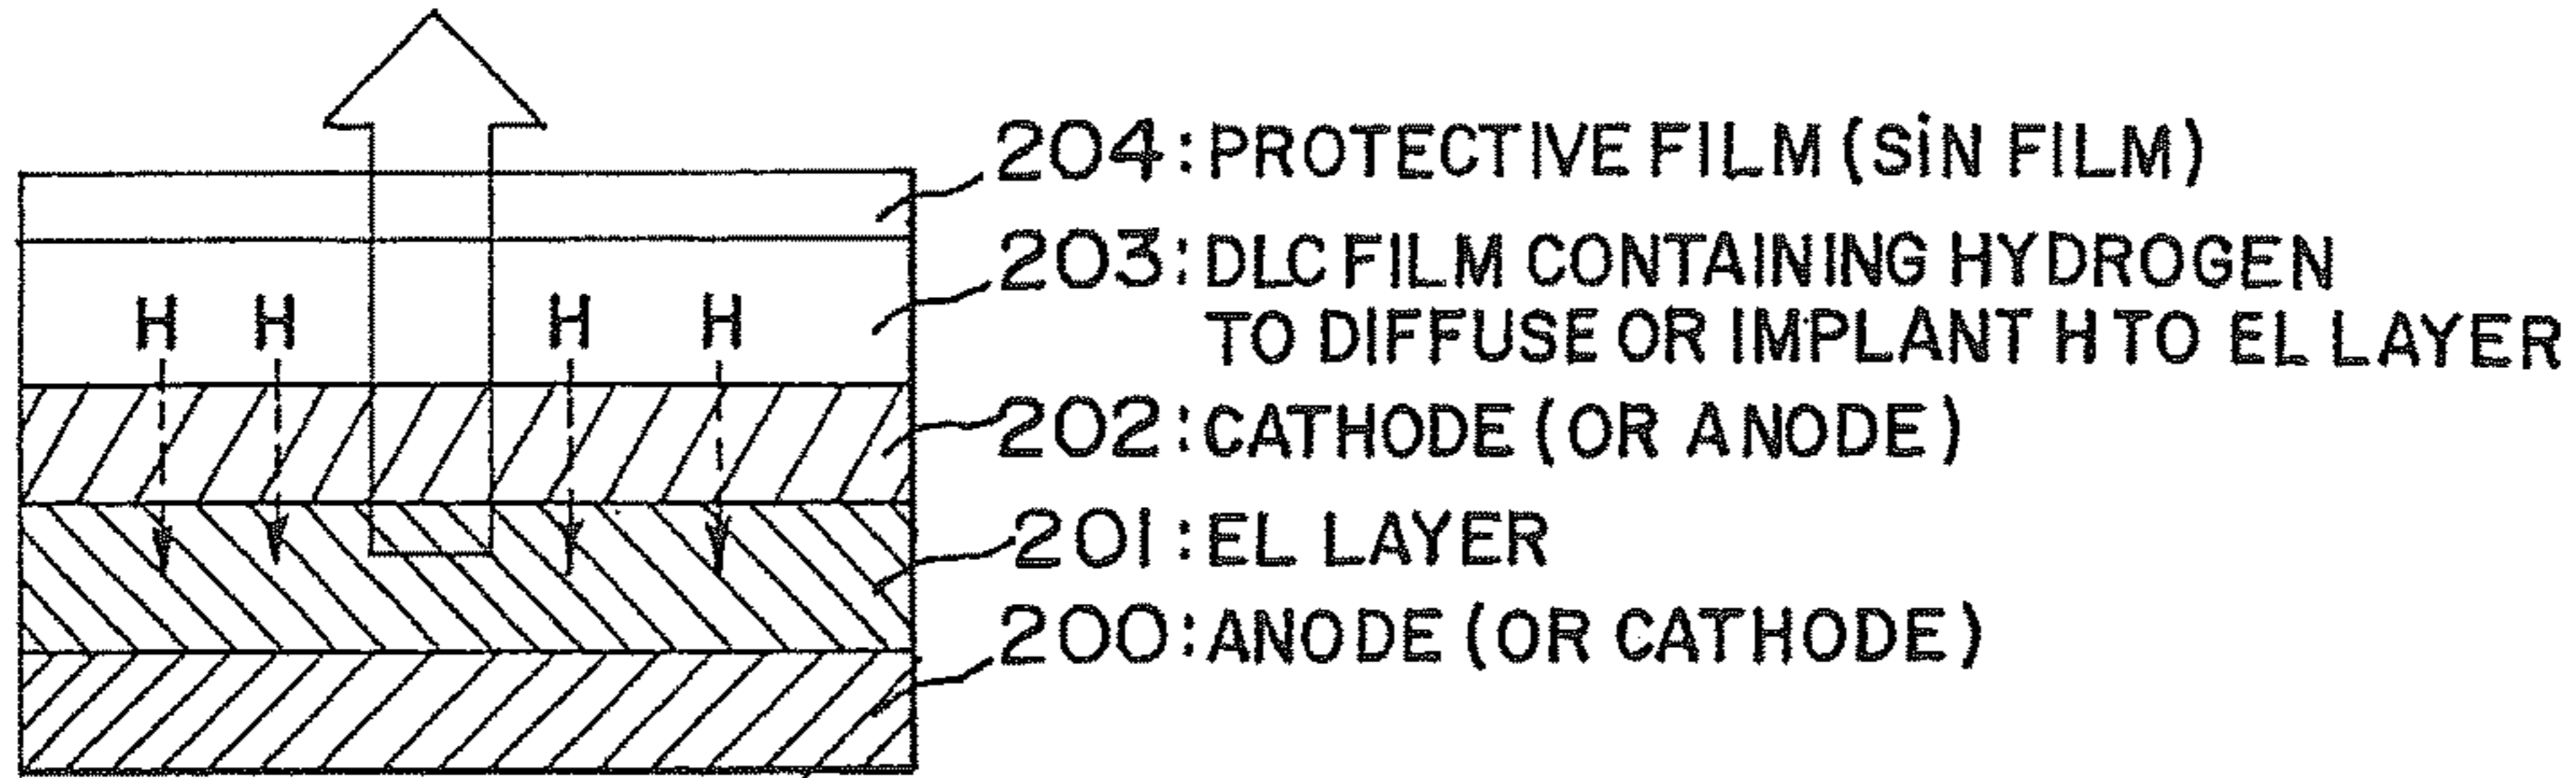 204: PROTECTIVE FILM (SiN FILM)
203: DLC FILM CONTAINING HYDROGEN
H H H H
TO DIFFUSE OR IMPLANT H TO EL LAYER
202: CATHODE (OR ANODE)
201: EL LAYER
200: ANODE (OR CATHODE)